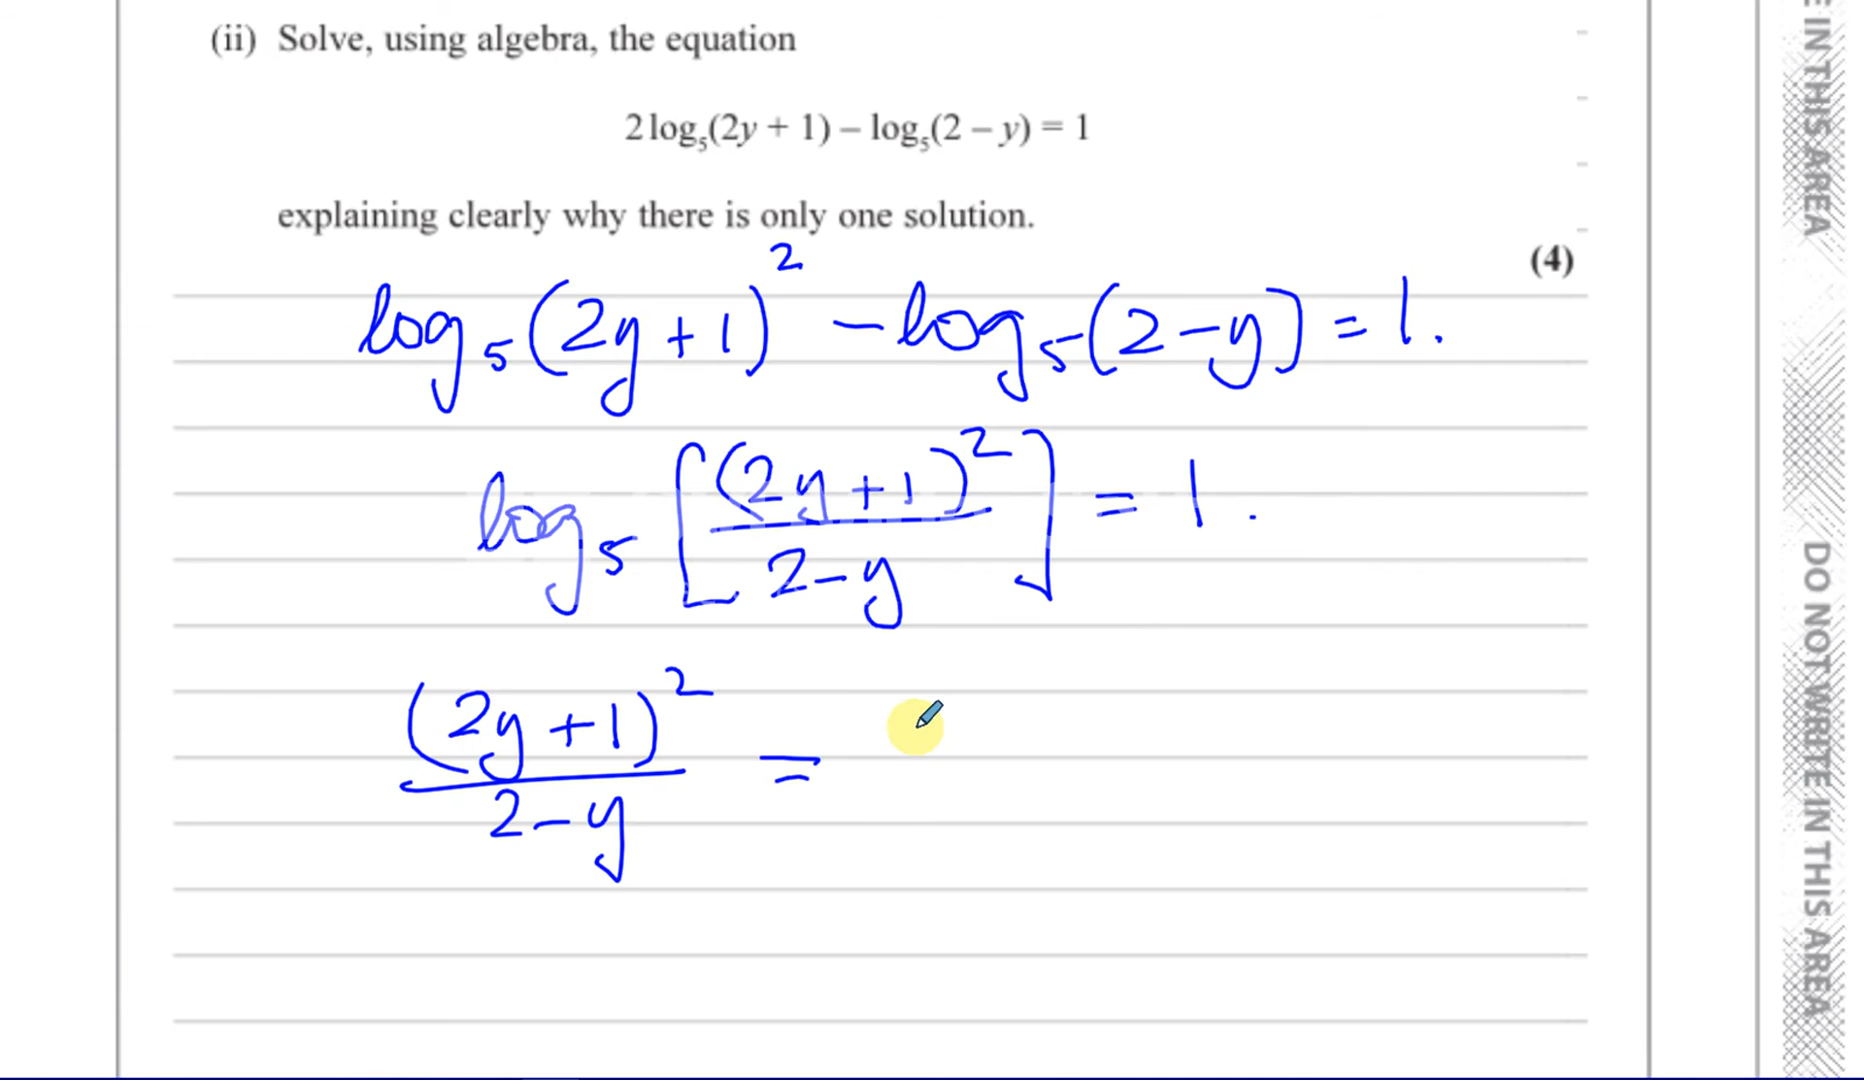 (ii) Solve, using algebra, the equation
2 log₅(2y + 1) – log₅(2 – y) = 1
explaining clearly why there is only one solution.
(4)
log₅(2y+1)² – log₅(2–y) = 1.
log₅[(2y+1)²/(2–y)] = 1.
(2y+1)²/(2–y) =
E IN THIS AREA
DO NOT WRITE IN THIS AREA